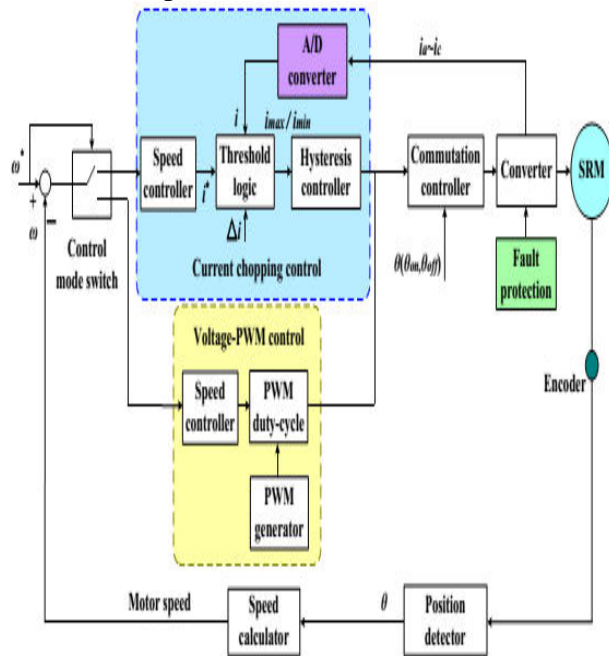 A/D
converter
ia~ic
i
imax/imin
ω*
Speed
controller
i*
Threshold
logic
Hysteresis
controller
Commutation
controller
Converter
SRM
+
−
ω
Control
mode switch
Δi
Current chopping control
θ(θon,θoff)
Fault
protection
Voltage-PWM control
Speed
controller
PWM
duty-cycle
PWM
generator
Encoder
Motor speed
Speed
calculator
θ
Position
detector